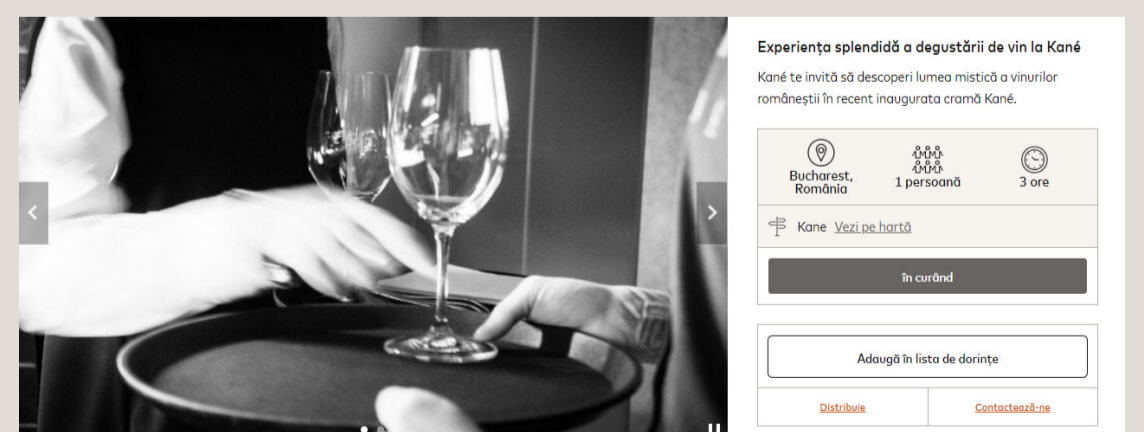 Experiența splendidă a degustării de vin la Kané
Kané te invită să descoperi lumea mistică a vinurilor
româneștii în recent inaugurata cramă Kané.
Bucharest,
România
1 persoană
3 ore
Kane Vezi pe hartă
în curând
Adaugă în lista de dorințe
Distribuie
Contactează-ne